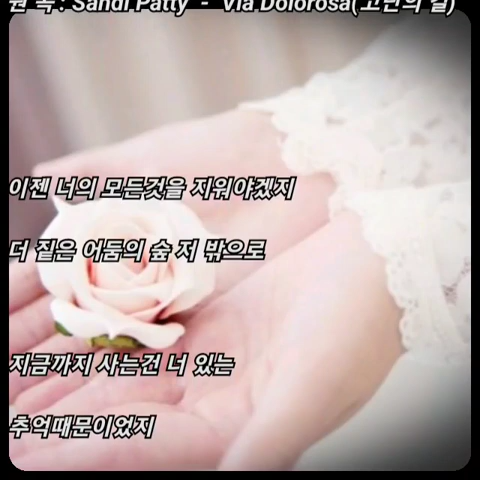 원 곡 : Sandi Patty - Via Dolorosa( 고난의 길)
이젠 너의 모든것을 지워야겠지
더 짙은 어둠의 숲 저 밖으로
지금까지 사는건 너 있는
추억때문이었지